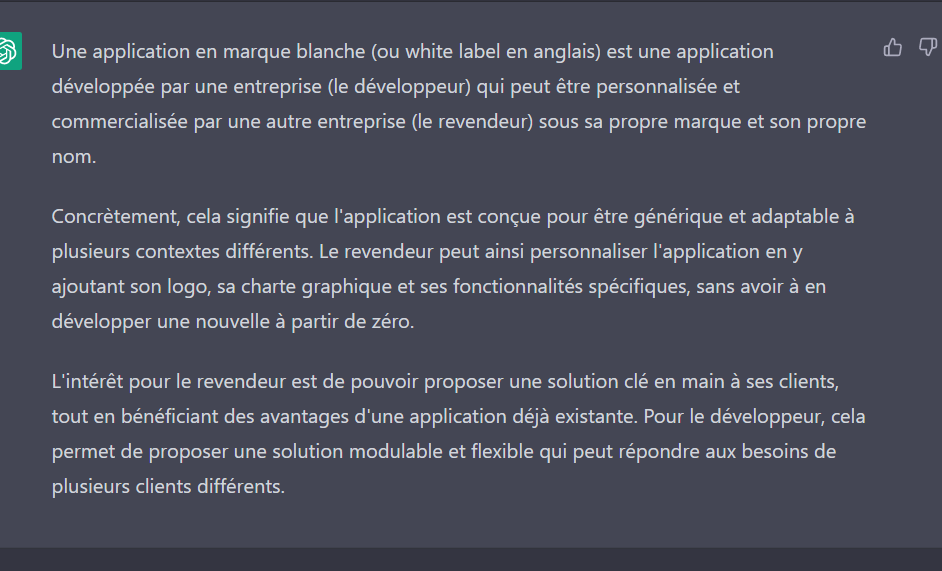 Une application en marque blanche (ou white label en anglais) est une application
développée par une entreprise (le développeur) qui peut être personnalisée et
commercialisée par une autre entreprise (le revendeur) sous sa propre marque et son propre
nom.
Concrètement, cela signifie que l'application est conçue pour être générique et adaptable à
plusieurs contextes différents. Le revendeur peut ainsi personnaliser l'application en y
ajoutant son logo, sa charte graphique et ses fonctionnalités spécifiques, sans avoir à en
développer une nouvelle à partir de zéro.
L'intérêt pour le revendeur est de pouvoir proposer une solution clé en main à ses clients,
tout en bénéficiant des avantages d'une application déjà existante. Pour le développeur, cela
permet de proposer une solution modulable et flexible qui peut répondre aux besoins de
plusieurs clients différents.